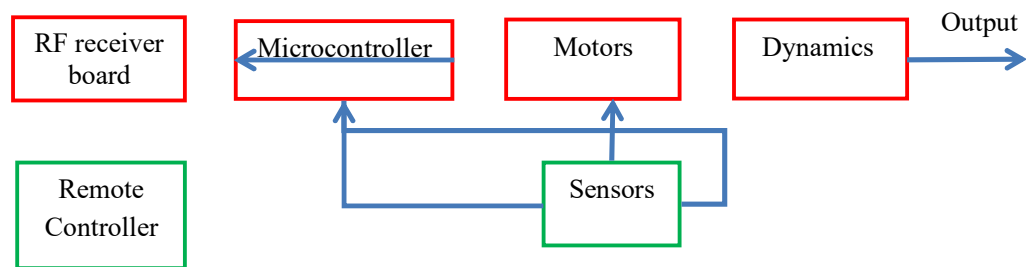 Output
RF receiver
board
Microcontroller
Motors
Dynamics
Remote
Controller
Sensors